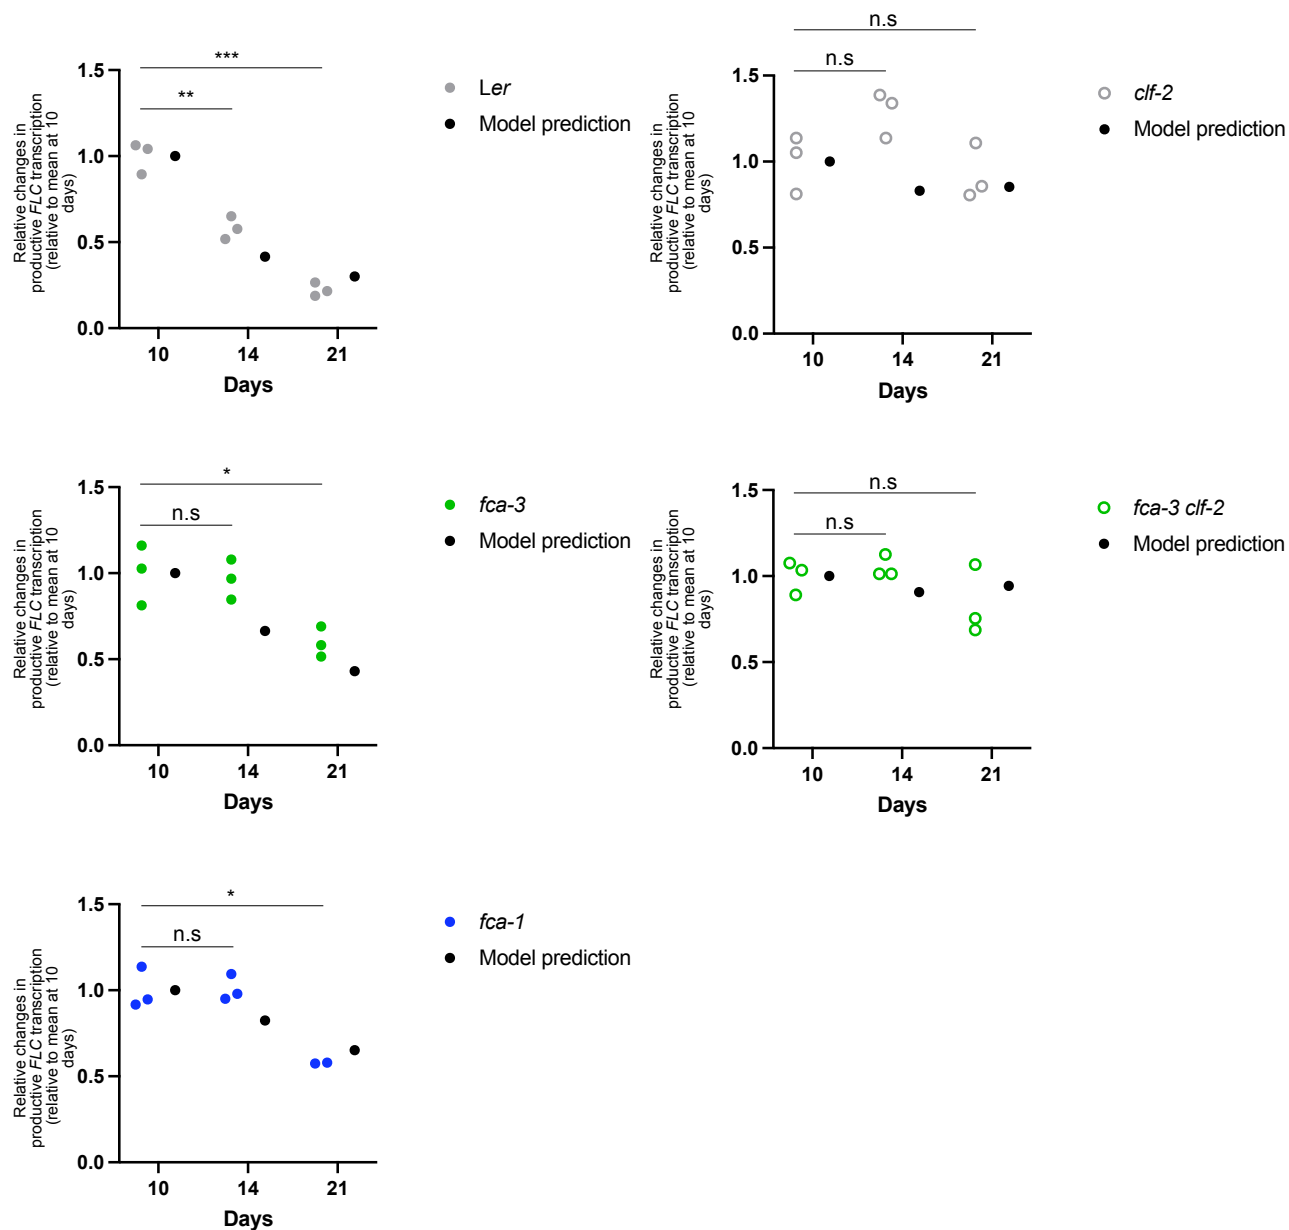 ***
**
1.5
1.0
0.5
0.0
10
14
21
Days
Relative changes in
productive FLC transcription
(relative to mean at 10
days)
Ler
Model prediction
n.s
n.s
1.5
1.0
0.5
0.0
10
14
21
Days
Relative changes in
productive FLC transcription
(relative to mean at 10
days)
clf-2
Model prediction
*
n.s
1.5
1.0
0.5
0.0
10
14
21
Days
Relative changes in
productive FLC transcription
(relative to mean at 10
days)
fca-3
Model prediction
n.s
n.s
1.5
1.0
0.5
0.0
10
14
21
Days
Relative changes in
productive FLC transcription
(relative to mean at 10
days)
fca-3 clf-2
Model prediction
*
n.s
1.5
1.0
0.5
0.0
10
14
21
Days
Relative changes in
productive FLC transcription
(relative to mean at 10
days)
fca-1
Model prediction